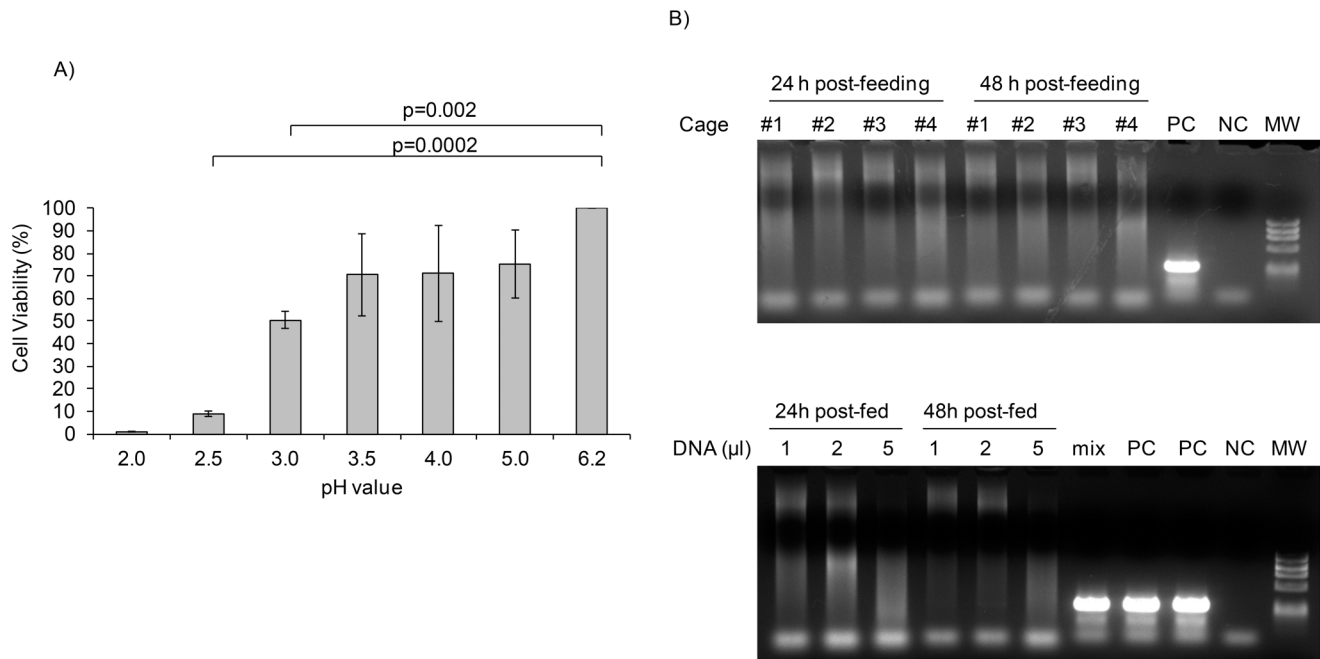 A)
p=0.002
p=0.0002
Cell Viability (%)
100
90
80
70
60
50
40
30
20
10
0
2.0 2.5 3.0 3.5 4.0 5.0 6.2
pH value
B)
24 h post-feeding 48 h post-feeding
Cage #1 #2 #3 #4 #1 #2 #3 #4 PC NC MW
24h post-fed 48h post-fed
DNA (µl) 1 2 5 1 2 5 mix PC PC NC MW